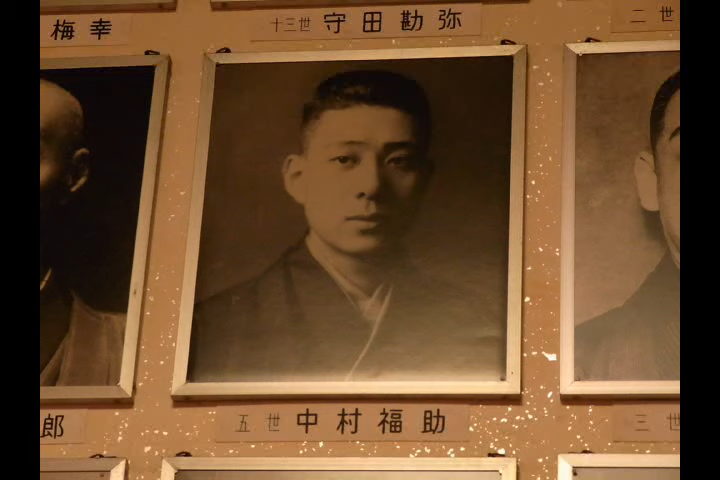 梅幸
十三世 守田勘弥
二世
郎
五世 中村福助
三世